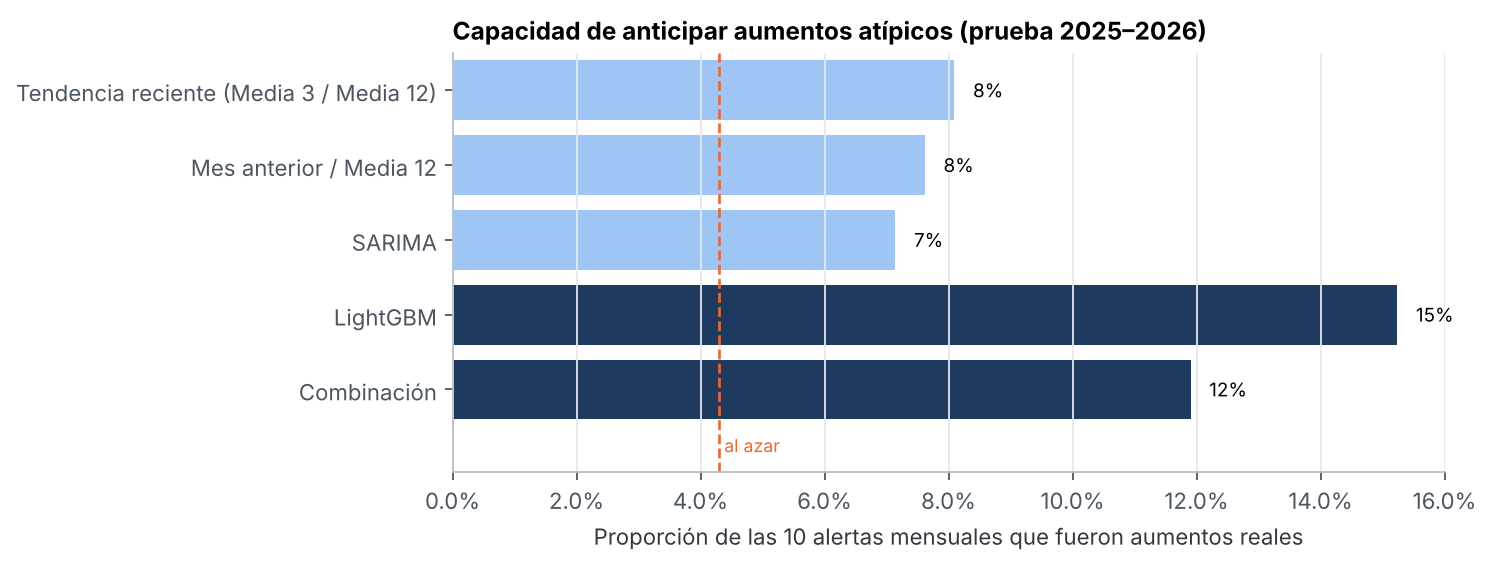 Capacidad de anticipar aumentos atípicos (prueba 2025–2026)
Tendencia reciente (Media 3 / Media 12)
8%
Mes anterior / Media 12
8%
SARIMA
7%
LightGBM
15%
Combinación
12%
al azar
0.0% 2.0% 4.0% 6.0% 8.0% 10.0% 12.0% 14.0% 16.0%
Proporción de las 10 alertas mensuales que fueron aumentos reales